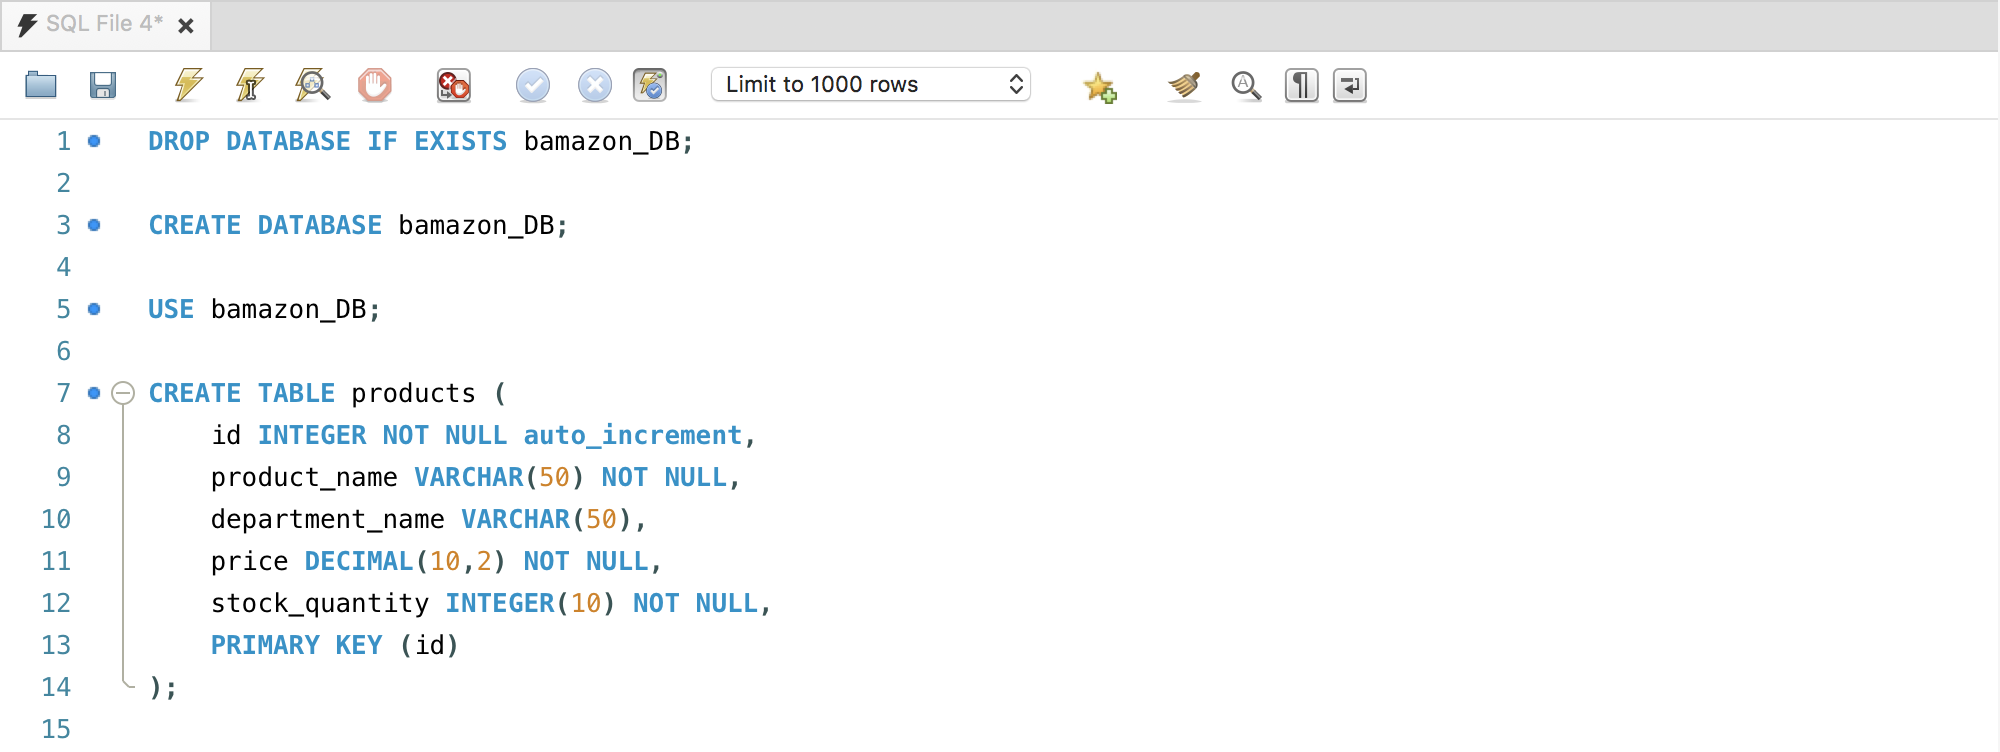 SQL File 4*
Limit to 1000 rows
1 DROP DATABASE IF EXISTS bamazon_DB;
2
3 CREATE DATABASE bamazon_DB;
4
5 USE bamazon_DB;
6
7 CREATE TABLE products (
8 id INTEGER NOT NULL auto_increment,
9 product_name VARCHAR(50) NOT NULL,
10 department_name VARCHAR(50),
11 price DECIMAL(10,2) NOT NULL,
12 stock_quantity INTEGER(10) NOT NULL,
13 PRIMARY KEY (id)
14 );
15